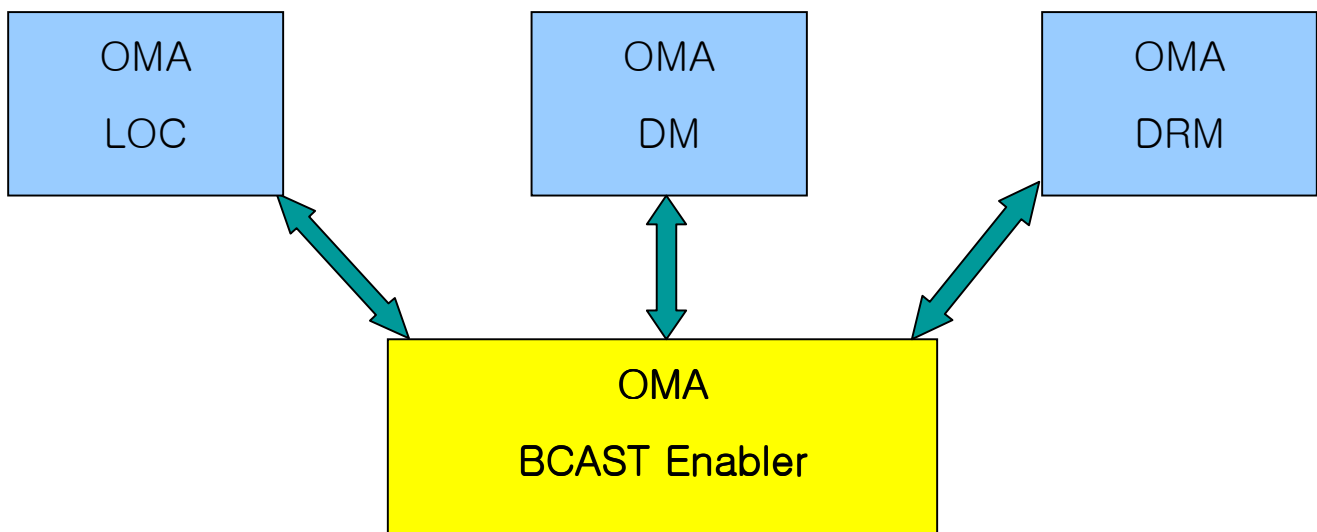 OMA
LOC
OMA
DM
OMA
DRM
OMA
BCAST Enabler